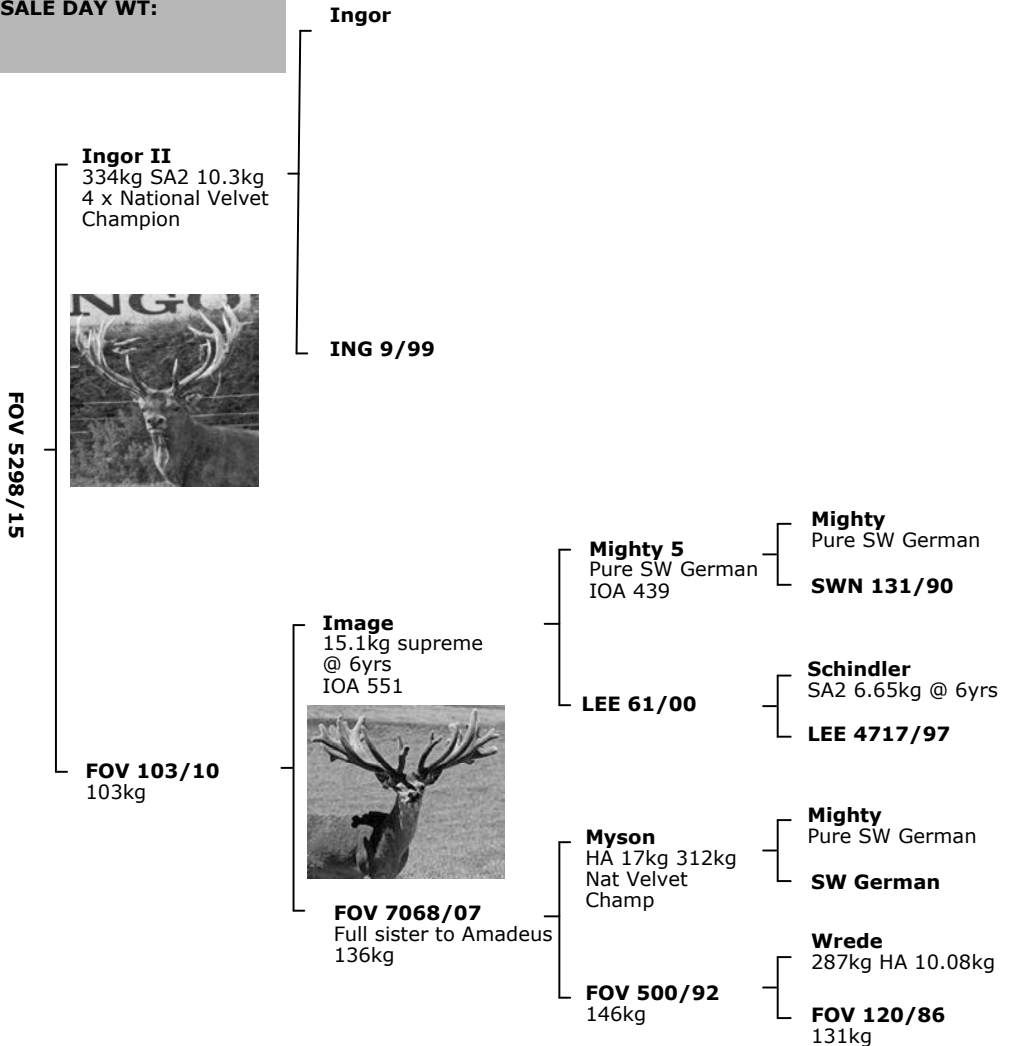 SALE DAY WT:
Ingor
Ingor II
334kg SA2 10.3kg
4 x National Velvet
Champion
NGO
ING 9/99
FOV 5298/15
Mighty
Pure SW German
Mighty 5
Pure SW German
IOA 439
SWN 131/90
Image
15.1kg supreme
@ 6yrs
IOA 551
Schindler
SA2 6.65kg @ 6yrs
LEE 61/00
LEE 4717/97
FOV 103/10
103kg
Mighty
Pure SW German
Myson
HA 17kg 312kg
Nat Velvet
Champ
SW German
FOV 7068/07
Full sister to Amadeus
136kg
Wrede
287kg HA 10.08kg
FOV 500/92
146kg
FOV 120/86
131kg